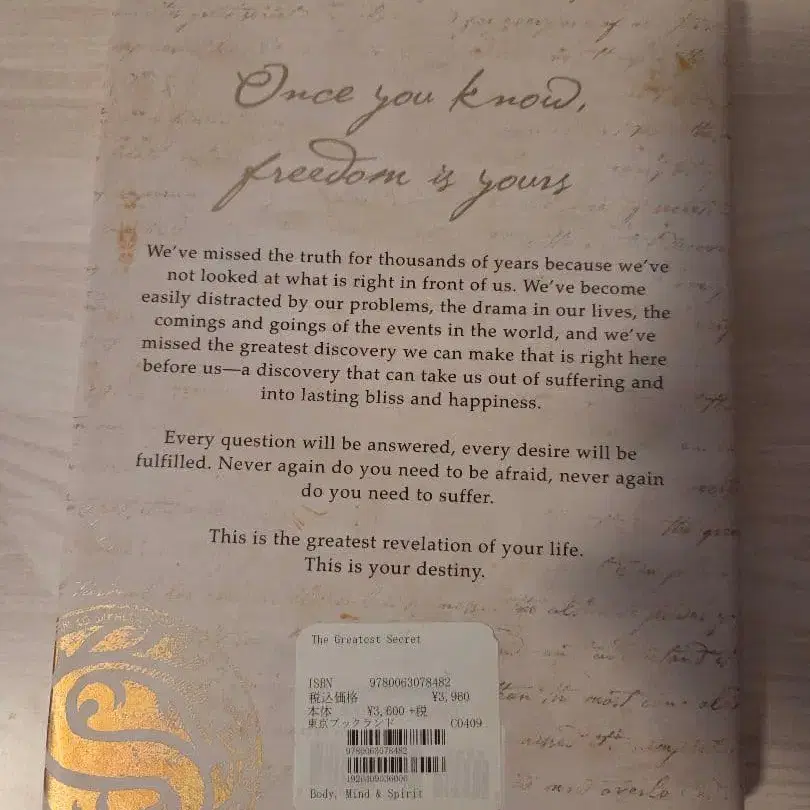 Once you know,
freedom is yours
We've missed the truth for thousands of years because we've
not looked at what is right in front of us. We've become
easily distracted by our problems, the drama in our lives, the
comings and goings of the events in the world, and we've
missed the greatest discovery we can make that is right here
before us—a discovery that can take us out of suffering and
into lasting bliss and happiness.
Every question will be answered, every desire will be
fulfilled. Never again do you need to be afraid, never again
do you need to suffer.
This is the greatest revelation of your life.
This is your destiny.
The Greatest Secret
ISBN 9780063078482
税込価格 ¥3,960
本体 ¥3,600+税
東京ブックランド C0409
9780063078482
Body, Mind & Spirit